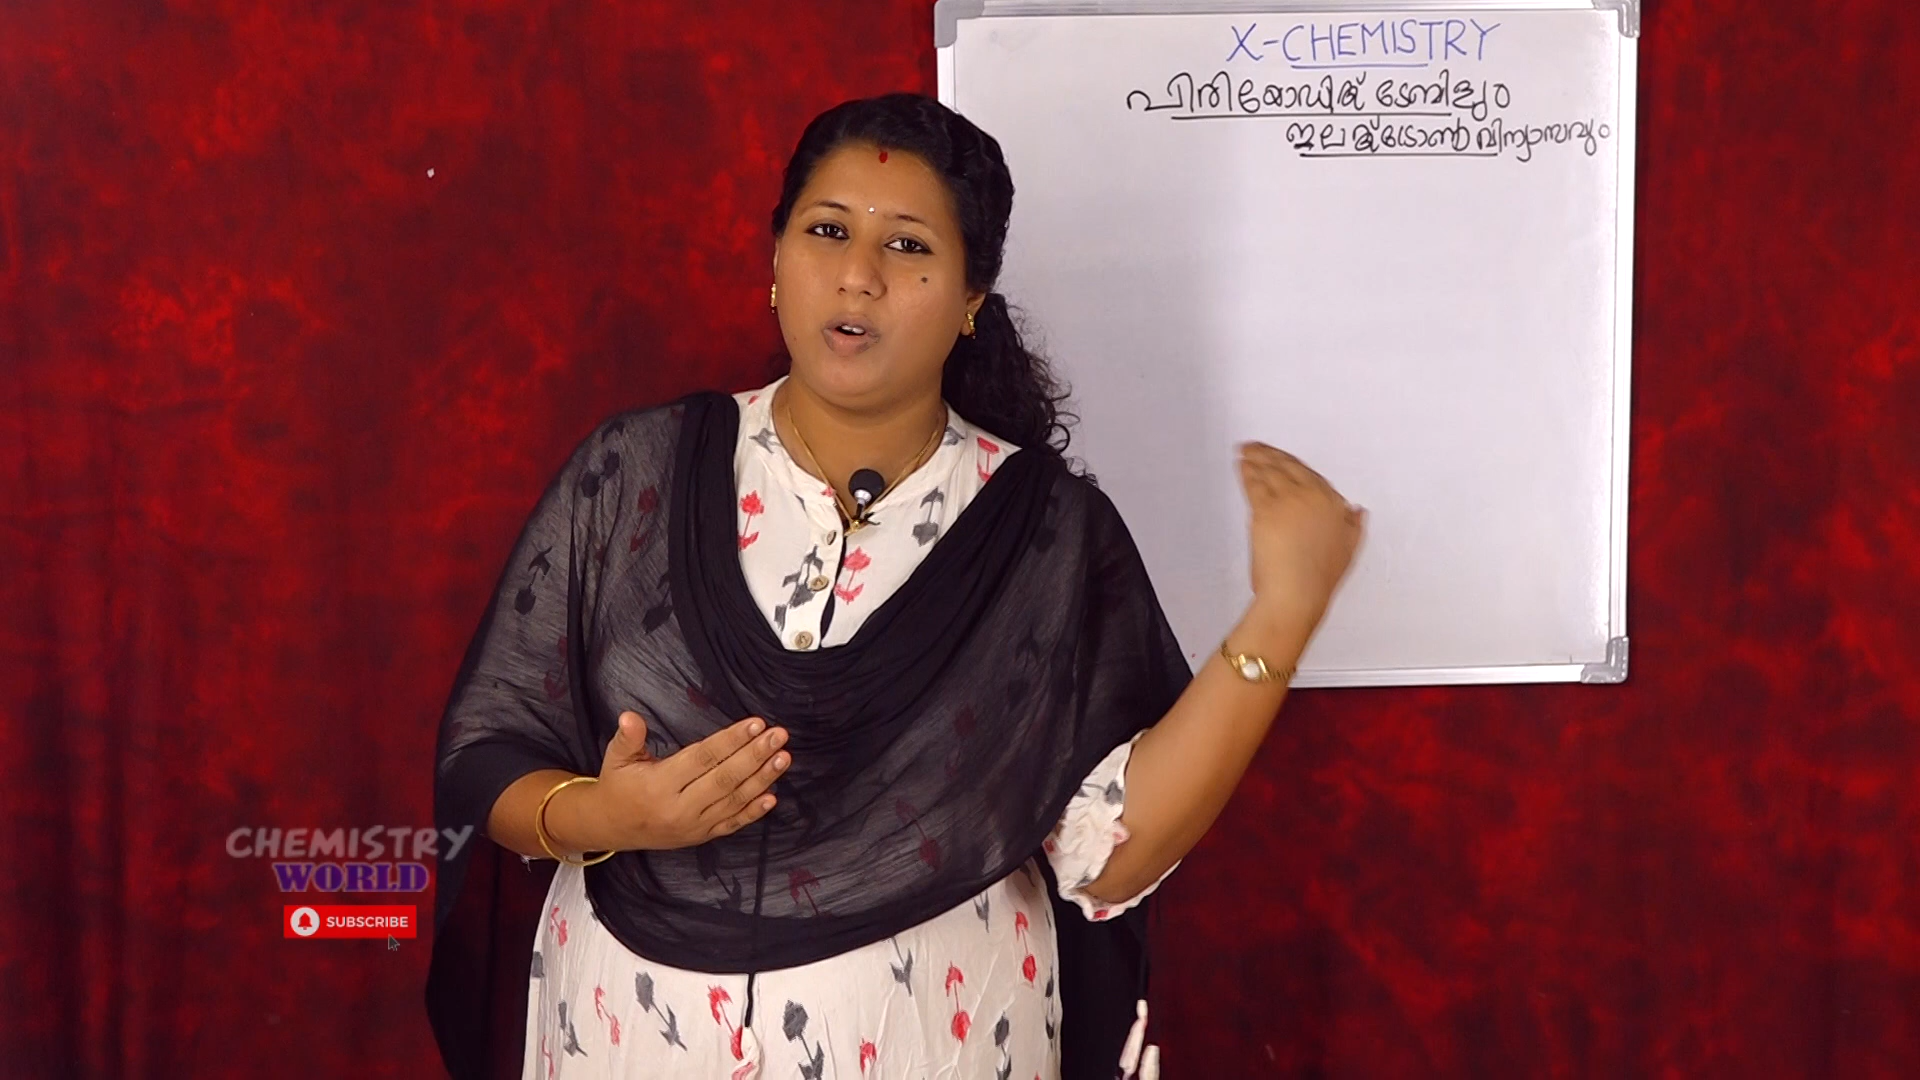 X-CHEMISTRY
പിരിയോഡിക് ടേബിളും
ഇലക്ട്രോൺ വിന്യാസവും
CHEMISTRY
WORLD
SUBSCRIBE